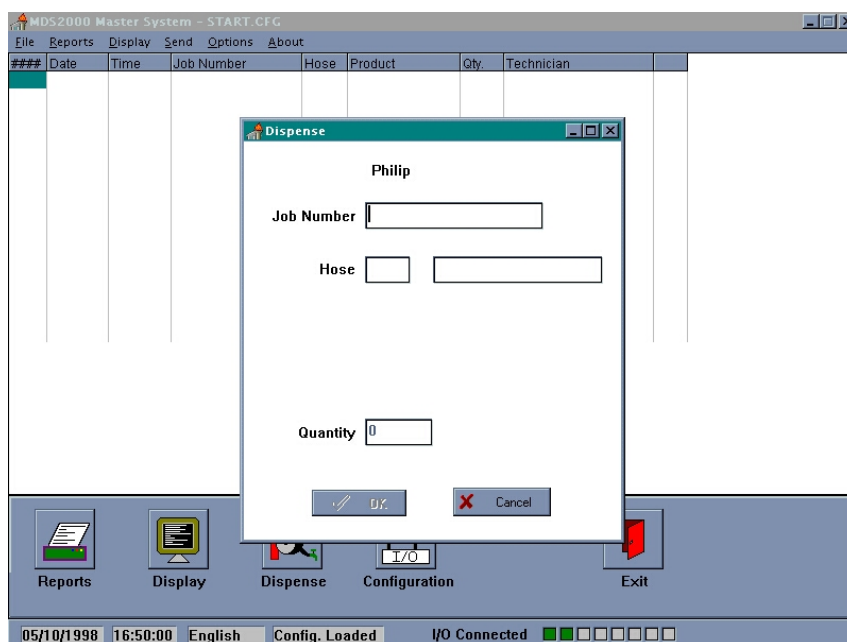 MDS2000 Master System - START.CFG
File Reports Display Send Options About
#### Date Time Job Number Hose Product Qty. Technician
Dispense
Philip
Job Number
Hose
Quantity 0
OK Cancel
I/O
Reports Display Dispense Configuration Exit
05/10/1998 16:50:00 English Config. Loaded I/O Connected